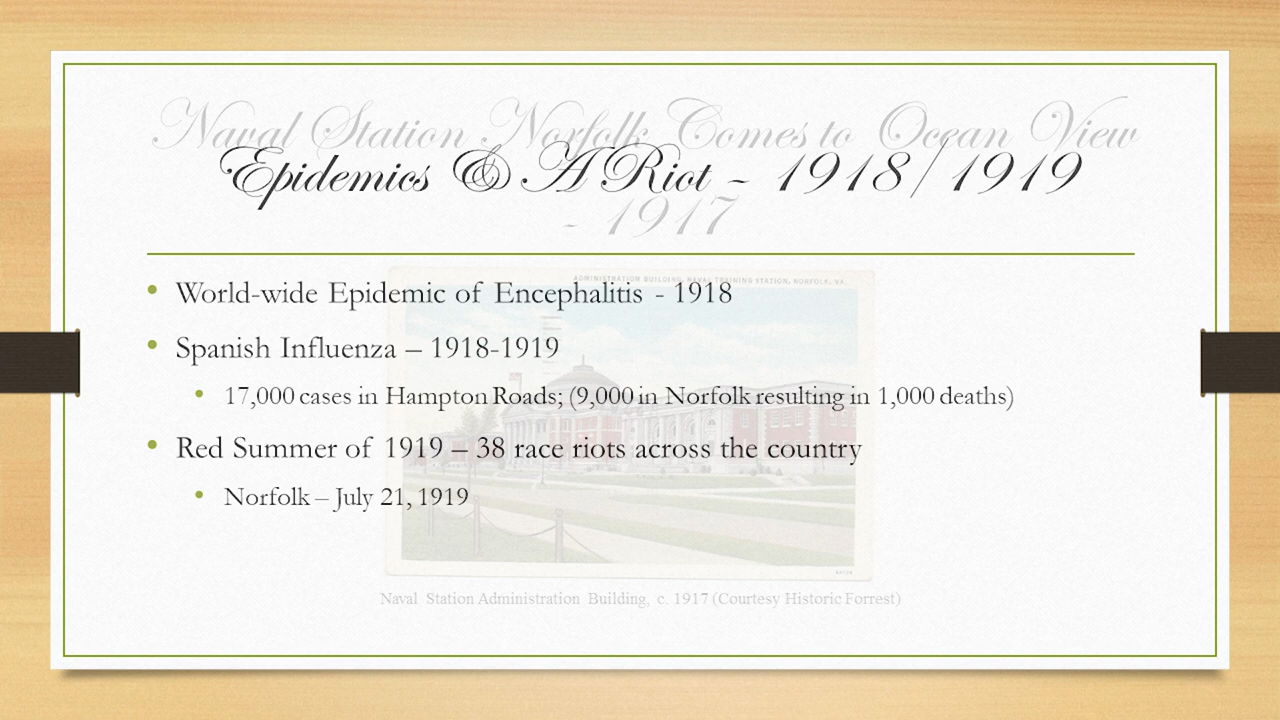 Naval Station Norfolk Comes to Ocean View
Epidemics & A Riot – 1918/1919
- 1917
• World-wide Epidemic of Encephalitis - 1918
• Spanish Influenza – 1918-1919
• 17,000 cases in Hampton Roads; (9,000 in Norfolk resulting in 1,000 deaths)
• Red Summer of 1919 – 38 race riots across the country
• Norfolk – July 21, 1919
ADMINISTRATION BUILDING, NAVAL TRAINING STATION, NORFOLK, VA.
Naval Station Administration Building, c. 1917 (Courtesy Historic Forrest)